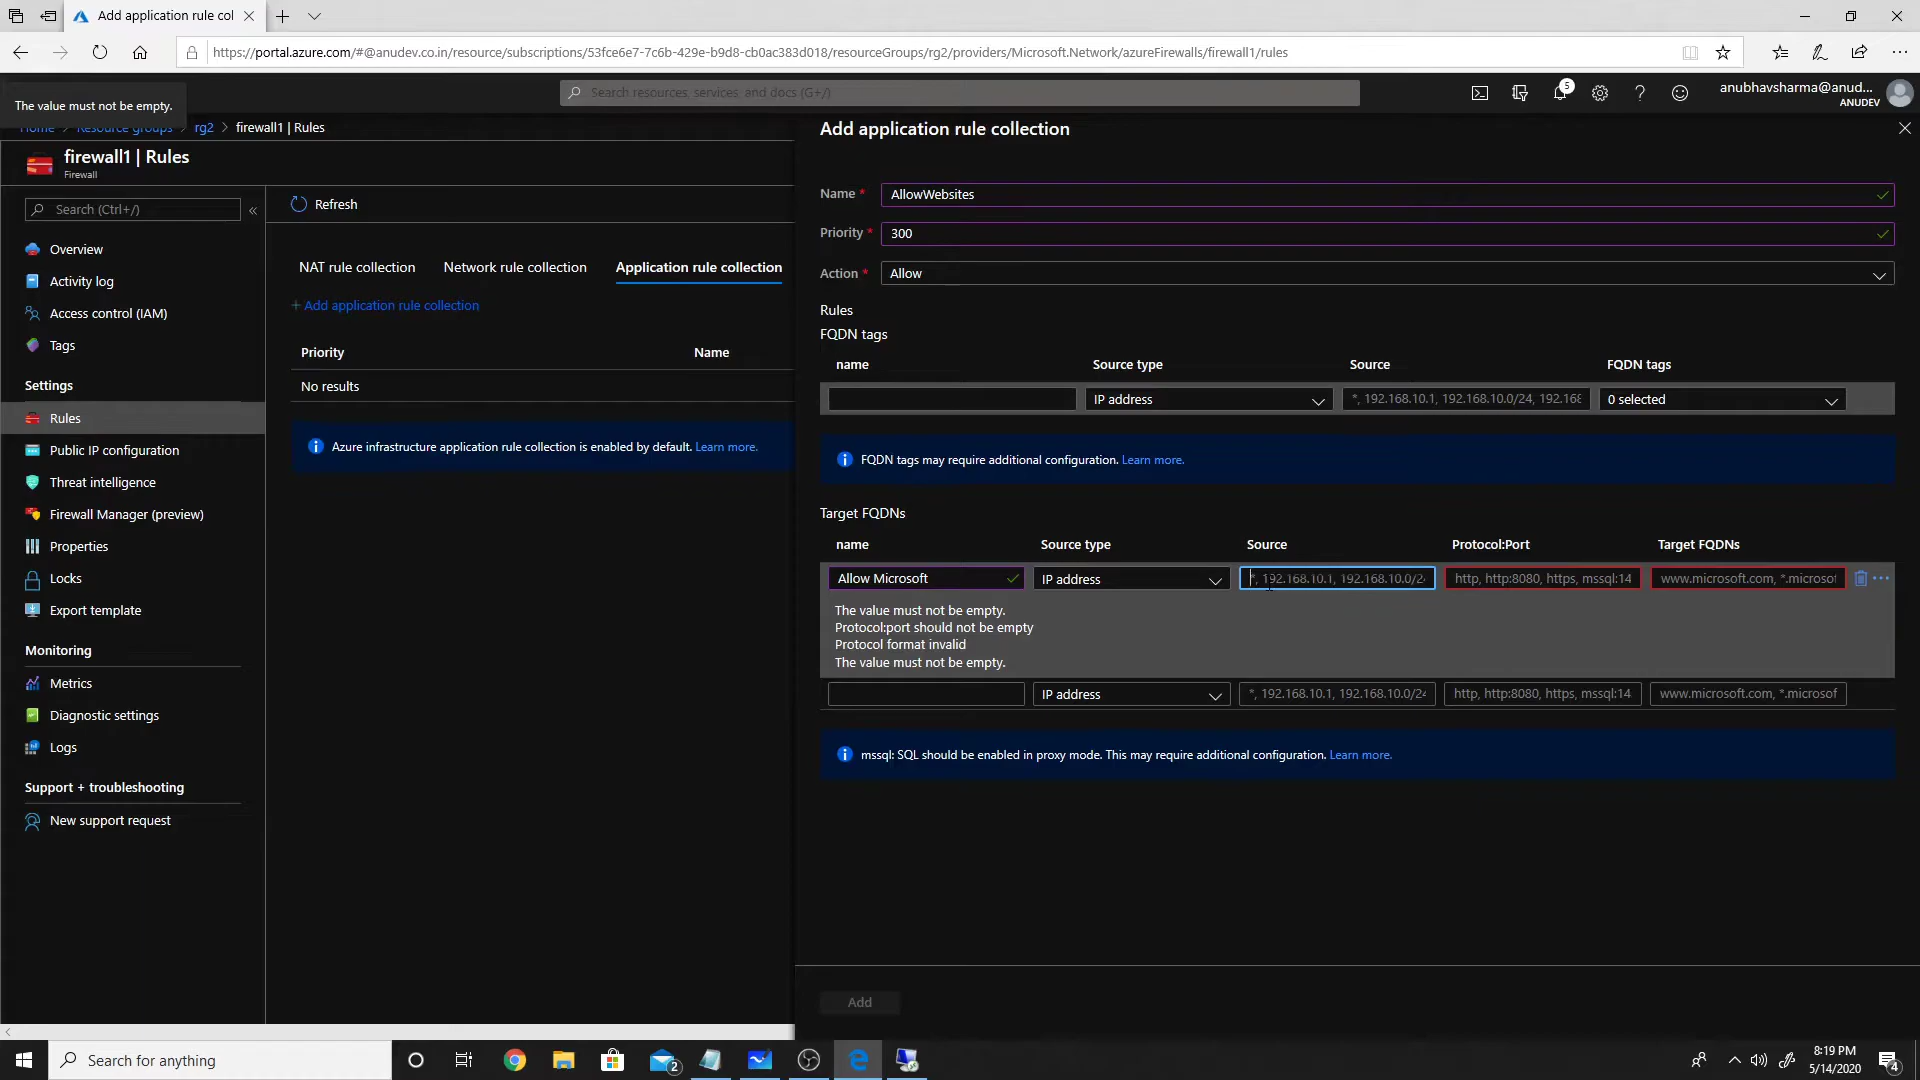 Add application rule col
https://portal.azure.com/#@anudev.co.in/resource/subscriptions/53fce6e7-7c6b-429e-b9d8-cb0ac383d018/resourceGroups/rg2/providers/Microsoft.Network/azureFirewalls/firewall1/rules
The value must not be empty.
Search resources, services, and docs (G+/)
5
anubhavsharma@anud...
ANUDEV
Home > Resource groups > rg2 > firewall1 | Rules
firewall1 | Rules
Firewall
Search (Ctrl+/)
«
Overview
Activity log
Access control (IAM)
Tags
Settings
Rules
Public IP configuration
Threat intelligence
Firewall Manager (preview)
Properties
Locks
Export template
Monitoring
Metrics
Diagnostic settings
Logs
Support + troubleshooting
New support request
Refresh
NAT rule collection Network rule collection Application rule collection
+ Add application rule collection
Priority Name
No results
Azure infrastructure application rule collection is enabled by default. Learn more.
Add application rule collection
Name * AllowWebsites
Priority * 300
Action * Allow
Rules
FQDN tags
name Source type Source FQDN tags
IP address *, 192.168.10.1, 192.168.10.0/24, 192.168 0 selected
FQDN tags may require additional configuration. Learn more.
Target FQDNs
name Source type Source Protocol:Port Target FQDNs
Allow Microsoft IP address *, 192.168.10.1, 192.168.10.0/24 http, http:8080, https, mssql:14 www.microsoft.com, *.microsof
The value must not be empty.
Protocol:port should not be empty
Protocol format invalid
The value must not be empty.
IP address *, 192.168.10.1, 192.168.10.0/24 http, http:8080, https, mssql:14 www.microsoft.com, *.microsof
mssql: SQL should be enabled in proxy mode. This may require additional configuration. Learn more.
Add
Search for anything
2
8:19 PM
5/14/2020
4